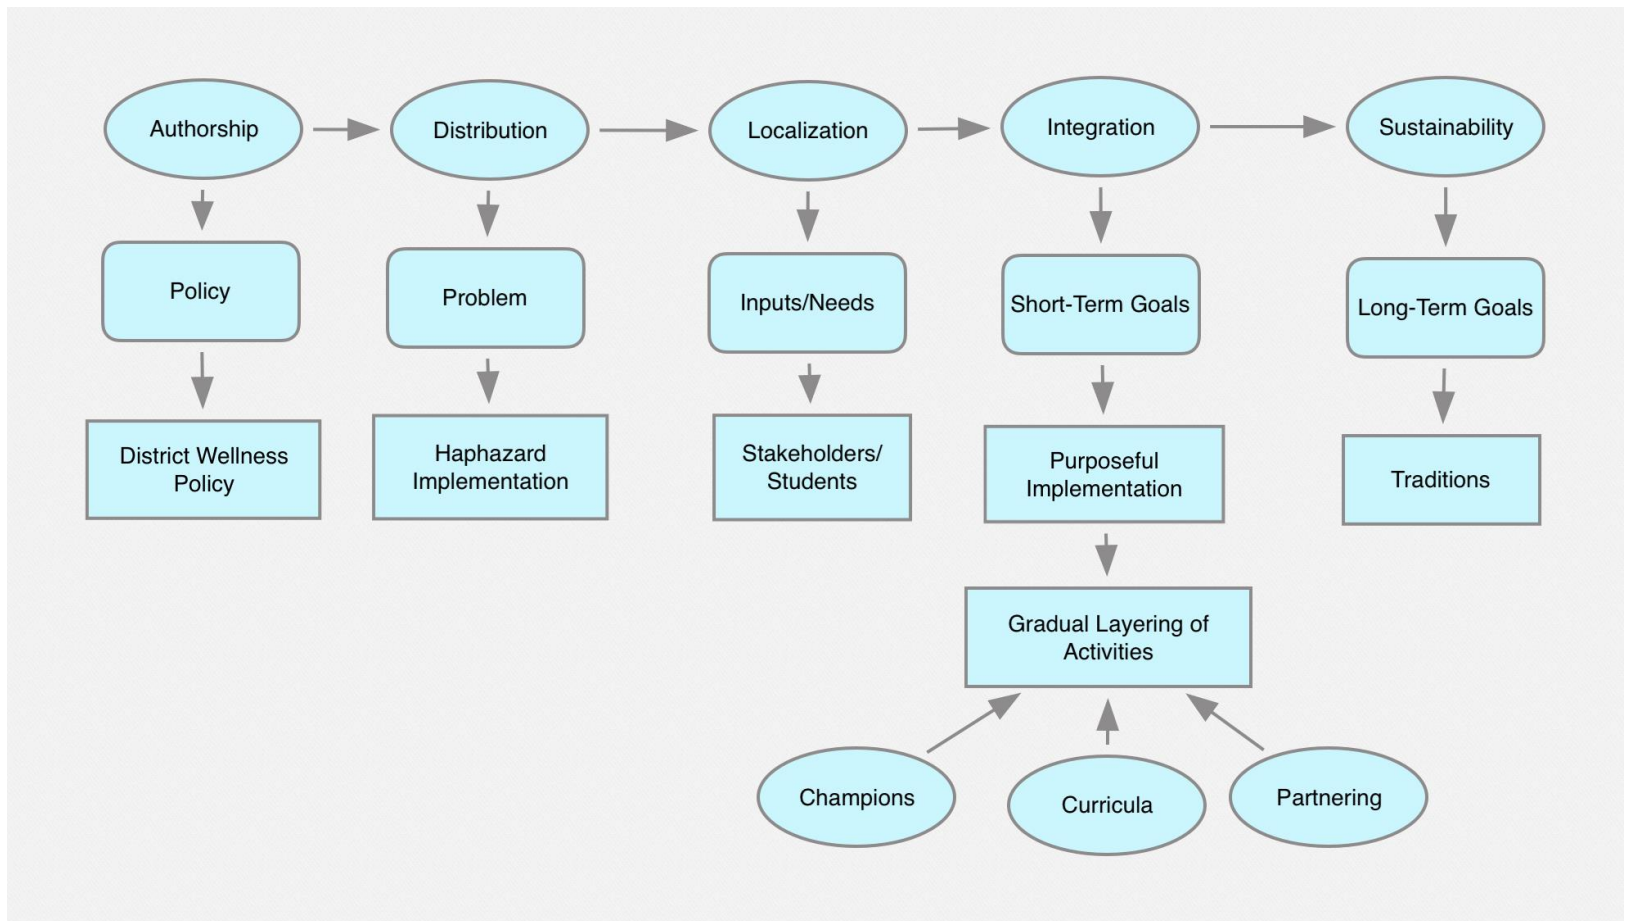 Authorship
Distribution
Localization
Integration
Sustainability
Policy
Problem
Inputs/Needs
Short-Term Goals
Long-Term Goals
District Wellness
Policy
Haphazard
Implementation
Stakeholders/
Students
Purposeful
Implementation
Traditions
Gradual Layering of
Activities
Champions
Curricula
Partnering